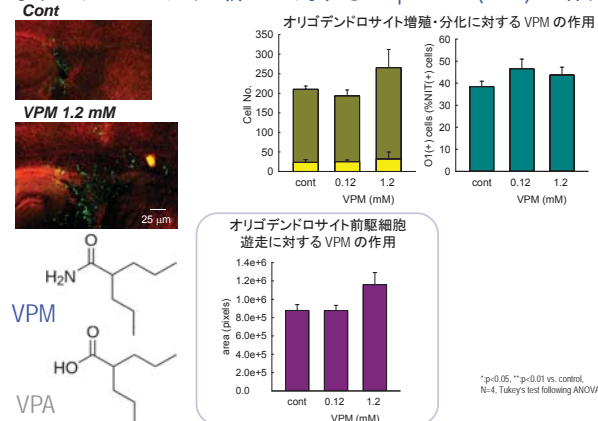 Cont
VPM 1.2 mM
25 μm
オリゴデンドロサイト増殖・分化に対する VPM の作用
Cell No.
350
300
250
200
150
100
50
0
cont 0.12 1.2
VPM (mM)
O1(+) cells (%NIT(+) cells)
60
50
40
30
20
10
0
cont 0.12 1.2
VPM (mM)
オリゴデンドロサイト前駆細胞
遊走に対する VPM の作用
area (pixels)
1.4e+6
1.2e+6
1.0e+6
8.0e+5
6.0e+5
4.0e+5
2.0e+5
0.0
cont 0.12 1.2
VPM (mM)
O
H₂N
VPM
O
HO
VPA
*:p<0.05, **:p<0.01 vs. control,
N=4, Tukey's test following ANOVA